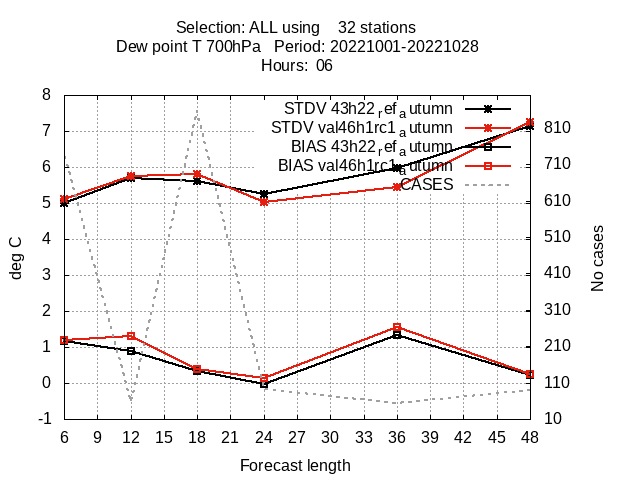 Selection: ALL using    32 stations
Dew point T 700hPa   Period: 20221001-20221028
Hours:  06
STDV 43h22_ref_autumn
STDV val46h1rc1_autumn
BIAS 43h22_ref_autumn
BIAS val46h1rc1_autumn
CASES
8
7
6
5
4
3
2
1
0
-1
deg C
810
710
610
510
410
310
210
110
10
No cases
6 9 12 15 18 21 24 27 30 33 36 39 42 45 48
Forecast length